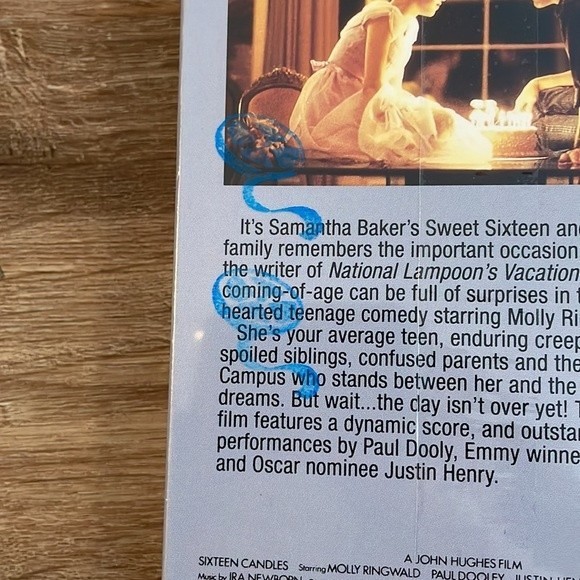 It's Samantha Baker's Sweet Sixteen and
family remembers the important occasion.
the writer of National Lampoon's Vacation
coming-of-age can be full of surprises in
hearted teenage comedy starring Molly
She's your average teen, enduring
spoiled siblings, confused parents and the
Campus who stands between her and the
dreams. But wait...the day isn't over yet!
film features a dynamic score, and
performances by Paul Dooly, Emmy
and Oscar nominee Justin Henry.
A JOHN HUGHES FILM
SIXTEEN CANDLES Starring MOLLY RINGWALD PAUL DOOLEY JUSTIN
Music by IRA NEWBORN